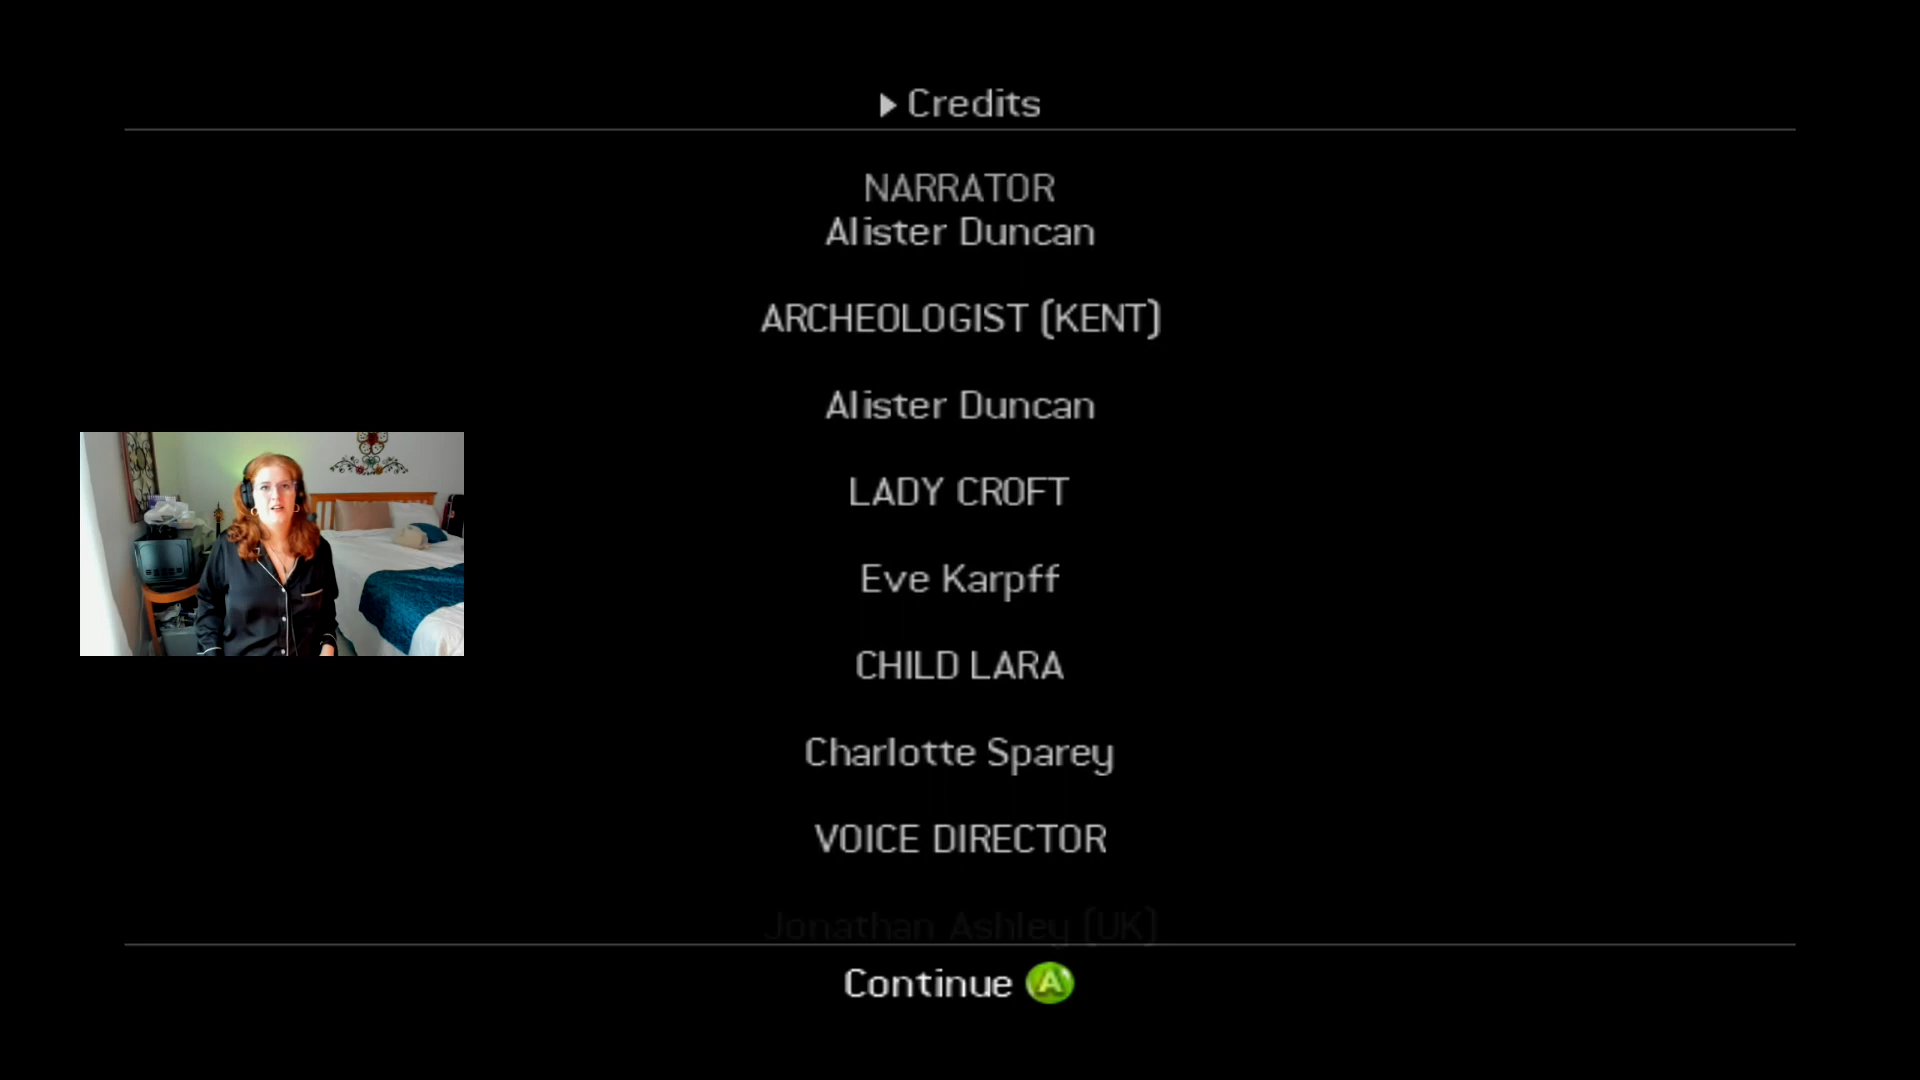 Credits
NARRATOR
Alister Duncan
ARCHEOLOGIST (KENT)
Alister Duncan
LADY CROFT
Eve Karpff
CHILD LARA
Charlotte Sparey
VOICE DIRECTOR
Jonathan Ashley (UK)
Continue A